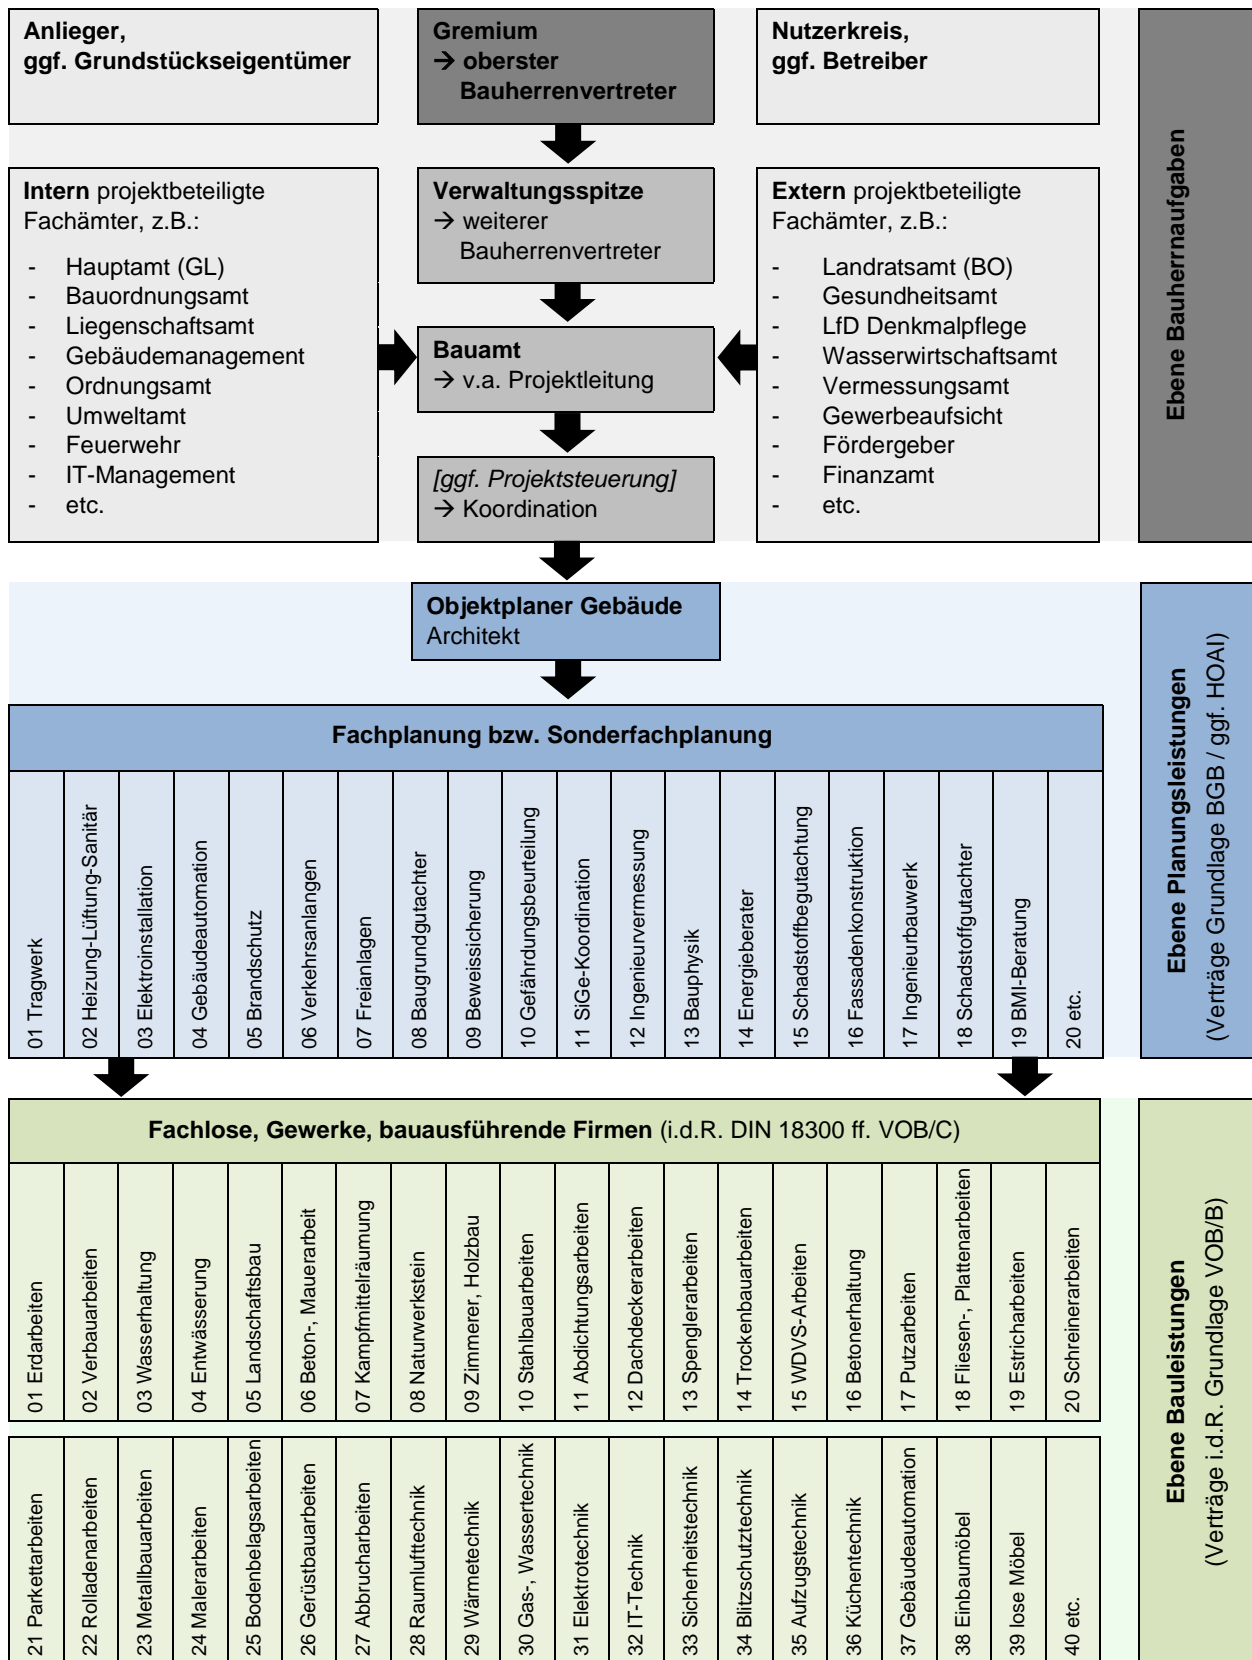 Anlieger,
ggf. Grundstückseigentümer
Gremium
→ oberster
Bauherrenvertreter
Nutzerkreis,
ggf. Betreiber
Intern projektbeteiligte
Fachämter, z.B.:
- Hauptamt (GL)
- Bauordnungsamt
- Liegenschaftsamt
- Gebäudemanagement
- Ordnungsamt
- Umweltamt
- Feuerwehr
- IT-Management
- etc.
Verwaltungsspitze
→ weiterer
Bauherrenvertreter
Bauamt
→ v.a. Projektleitung
[ggf. Projektsteuerung]
→ Koordination
Extern projektbeteiligte
Fachämter, z.B.:
- Landratsamt (BO)
- Gesundheitsamt
- LfD Denkmalpflege
- Wasserwirtschaftsamt
- Vermessungsamt
- Gewerbeaufsicht
- Fördergeber
- Finanzamt
- etc.
Ebene Bauherrnaufgaben
Objektplaner Gebäude
Architekt
Fachplanung bzw. Sonderfachplanung
01 Tragwerk
02 Heizung-Lüftung-Sanitär
03 Elektroinstallation
04 Gebäudeautomation
05 Brandschutz
06 Verkehrsanlangen
07 Freianlagen
08 Baugrundgutachter
09 Beweissicherung
10 Gefährdungsbeurteilung
11 SiGe-Koordination
12 Ingenieurvermessung
13 Bauphysik
14 Energieberater
15 Schadstoffbegutachtung
16 Fassadenkonstruktion
17 Ingenieurbauwerk
18 Schadstoffgutachter
19 BMI-Beratung
20 etc.
Ebene Planungsleistungen
(Verträge Grundlage BGB / ggf. HOAI)
Fachlose, Gewerke, bauausführende Firmen (i.d.R. DIN 18300 ff. VOB/C)
01 Erdarbeiten
02 Verbauarbeiten
03 Wasserhaltung
04 Entwässerung
05 Landschaftsbau
06 Beton-, Mauerarbeit
07 Kampfmittelräumung
08 Naturwerkstein
09 Zimmerer, Holzbau
10 Stahlbauarbeiten
11 Abdichtungsarbeiten
12 Dachdeckerarbeiten
13 Spenglerarbeiten
14 Trockenbauarbeiten
15 WDVS-Arbeiten
16 Betonerhaltung
17 Putzarbeiten
18 Fliesen-, Plattenarbeiten
19 Estricharbeiten
20 Schreinerarbeiten
21 Parkettarbeiten
22 Rolladenarbeiten
23 Metallbauarbeiten
24 Malerarbeiten
25 Bodenbelagsarbeiten
26 Gerüstbauarbeiten
27 Abbrucharbeiten
28 Raumlufttechnik
29 Wärmetechnik
30 Gas-, Wassertechnik
31 Elektrotechnik
32 IT-Technik
33 Sicherheitstechnik
34 Blitzschutztechnik
35 Aufzugstechnik
36 Küchentechnik
37 Gebäudeautomation
38 Einbaumöbel
39 lose Möbel
40 etc.
Ebene Bauleistungen
(Verträge i.d.R. Grundlage VOB/B)